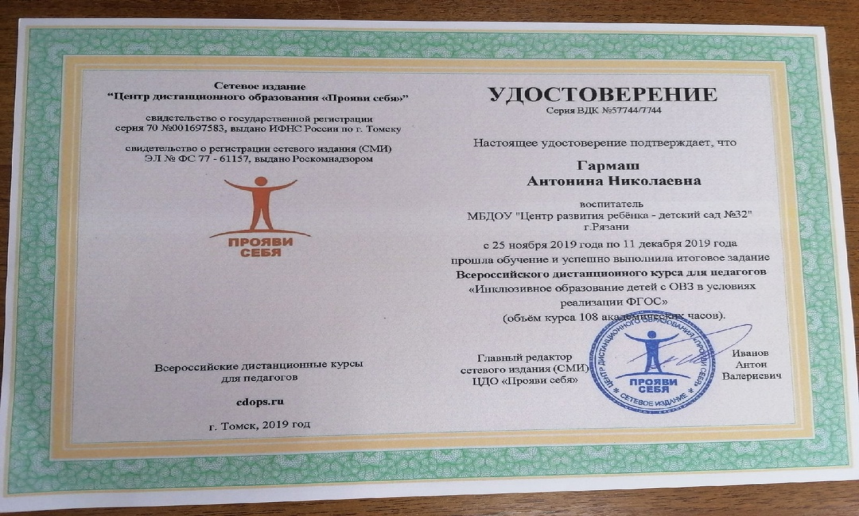 Сетевое издание
"Центр дистанционного образования «Прояви себя»"
свидетельство о государственной регистрации
серия 70 №001697583, выдано ИФНС России по г. Томску
свидетельство о регистрации сетевого издания (СМИ)
ЭЛ № ФС 77 - 61157, выдано Роскомнадзором
ПРОЯВИ
СЕБЯ
Всероссийские дистанционные курсы
для педагогов
cdops.ru
г. Томск, 2019 год
УДОСТОВЕРЕНИЕ
Серия ВДК №57744/7744
Настоящее удостоверение подтверждает, что
Гармаш
Антонина Николаевна
воспитатель
МБДОУ "Центр развития ребёнка - детский сад №32"
г.Рязани
с 25 ноября 2019 года по 11 декабря 2019 года
прошла обучение и успешно выполнила итоговое задание
Всероссийского дистанционного курса для педагогов
«Инклюзивное образование детей с ОВЗ в условиях
реализации ФГОС»
(объём курса 108 академических часов).
Главный редактор
сетевого издания (СМИ)
ЦДО «Прояви себя»
ЦЕНТР ДИСТАНЦИОННОГО ОБРАЗОВАНИЯ «ПРОЯВИ СЕБЯ»
ПРОЯВИ
СЕБЯ
СЕТЕВОЕ ИЗДАНИЕ
Иванов
Антон
Валериевич